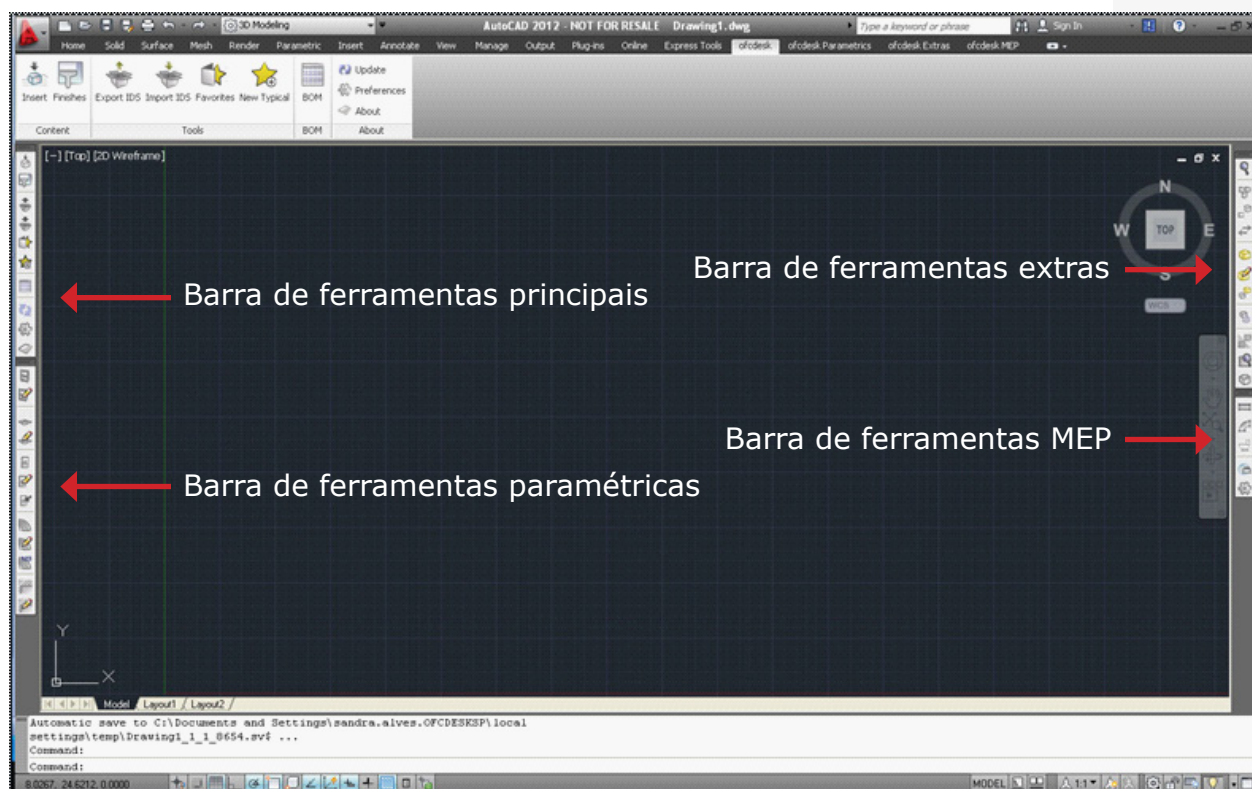 3D Modeling
AutoCAD 2012 - NOT FOR RESALE Drawing1.dwg
Type a keyword or phrase
Sign In
Home Solid Surface Mesh Render Parametric Insert Annotate View Manage Output Plug-ins Online Express Tools ofcdesk ofcdesk Parametrics ofcdesk Extras ofcdesk MEP
Update
Preferences
About
Insert Finishes Export IDS Import IDS Favorites New Typical BOM
Content Tools BOM About
[-] [Top] [2D Wireframe]
N
W TOP E
S
WCS
Barra de ferramentas extras
Barra de ferramentas principais
Barra de ferramentas MEP
Barra de ferramentas paramétricas
Y
X
Model Layout1 Layout2
Automatic save to C:\Documents and Settings\sandra.alves.OFCDESKSP\local
settings\temp\Drawing1_1_1_8654.sv$ ...
Command:
Command:
8.0267, 24.6212, 0.0000
MODEL
1:1